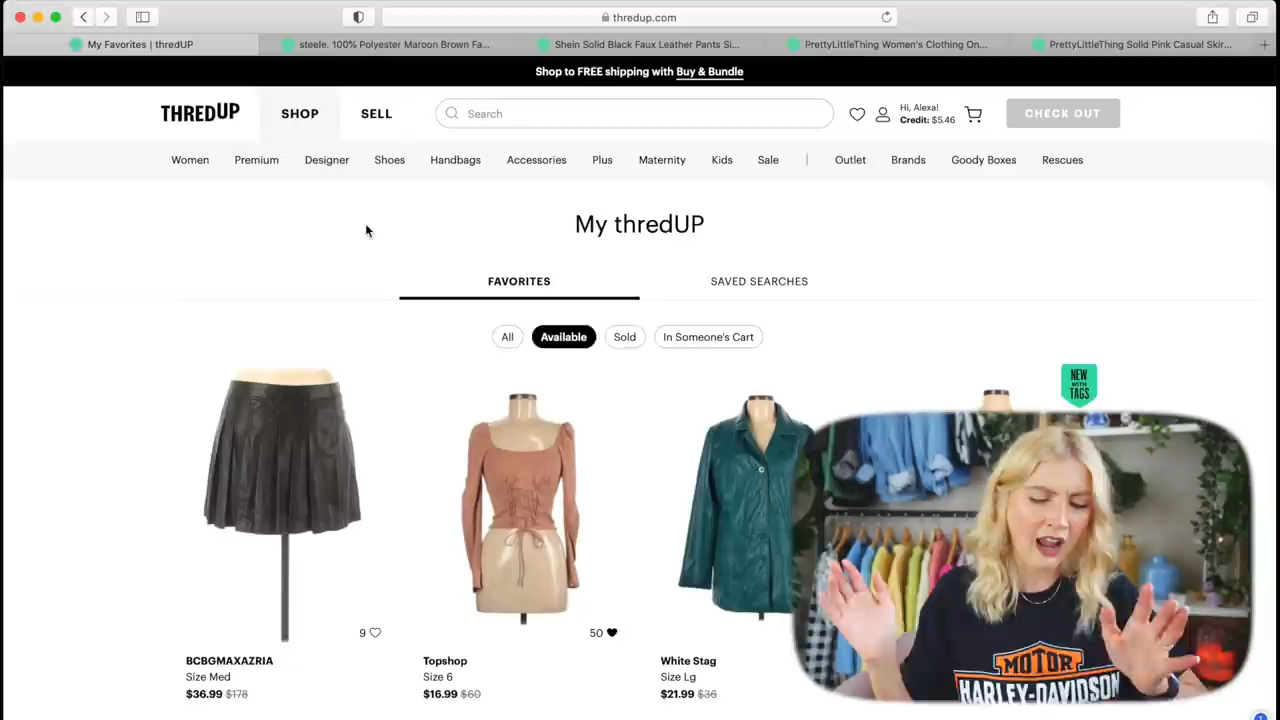 thredup.com
My Favorites | thredUP
steele. 100% Polyester Maroon Brown Fa...
Shein Solid Black Faux Leather Pants Si...
PrettyLittleThing Women's Clothing On...
PrettyLittleThing Solid Pink Casual Skir...
Shop to FREE shipping with Buy & Bundle
THREDUP
SHOP
SELL
Search
Hi, Alexa!
Credit: $5.46
CHECK OUT
Women
Premium
Designer
Shoes
Handbags
Accessories
Plus
Maternity
Kids
Sale
Outlet
Brands
Goody Boxes
Rescues
My thredUP
FAVORITES
SAVED SEARCHES
All
Available
Sold
In Someone's Cart
NEW
WITH
TAGS
9
50
BCBGMAXAZRIA
Size Med
$36.99 $178
Topshop
Size 6
$16.99 $60
White Stag
Size Lg
$21.99 $36
MOTOR
HARLEY-DAVIDSON